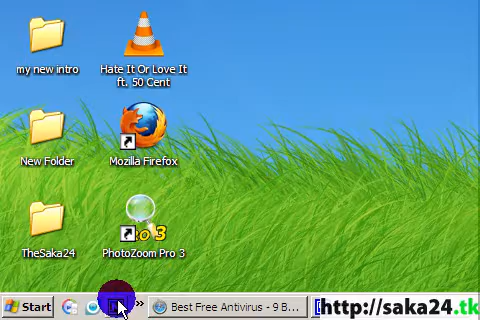 my new intro
Hate It Or Love It
ft. 50 Cent
New Folder
Mozilla Firefox
TheSaka24
PhotoZoom Pro 3
Start
Best Free Antivirus - 9 B...
http://saka24.tk